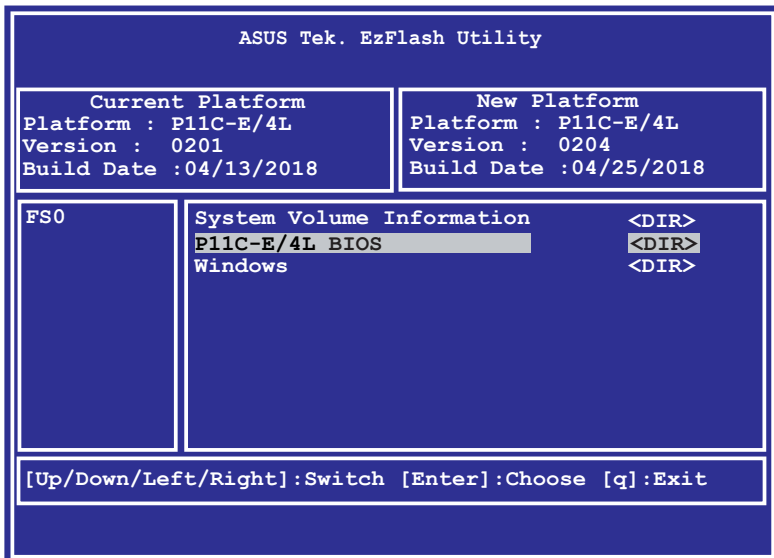 ASUS Tek. EzFlash Utility
Current Platform
Platform : P11C-E/4L
Version : 0201
Build Date :04/13/2018
New Platform
Platform : P11C-E/4L
Version : 0204
Build Date :04/25/2018
FS0
System Volume Information <DIR>
P11C-E/4L BIOS <DIR>
Windows <DIR>
[Up/Down/Left/Right]:Switch [Enter]:Choose [q]:Exit